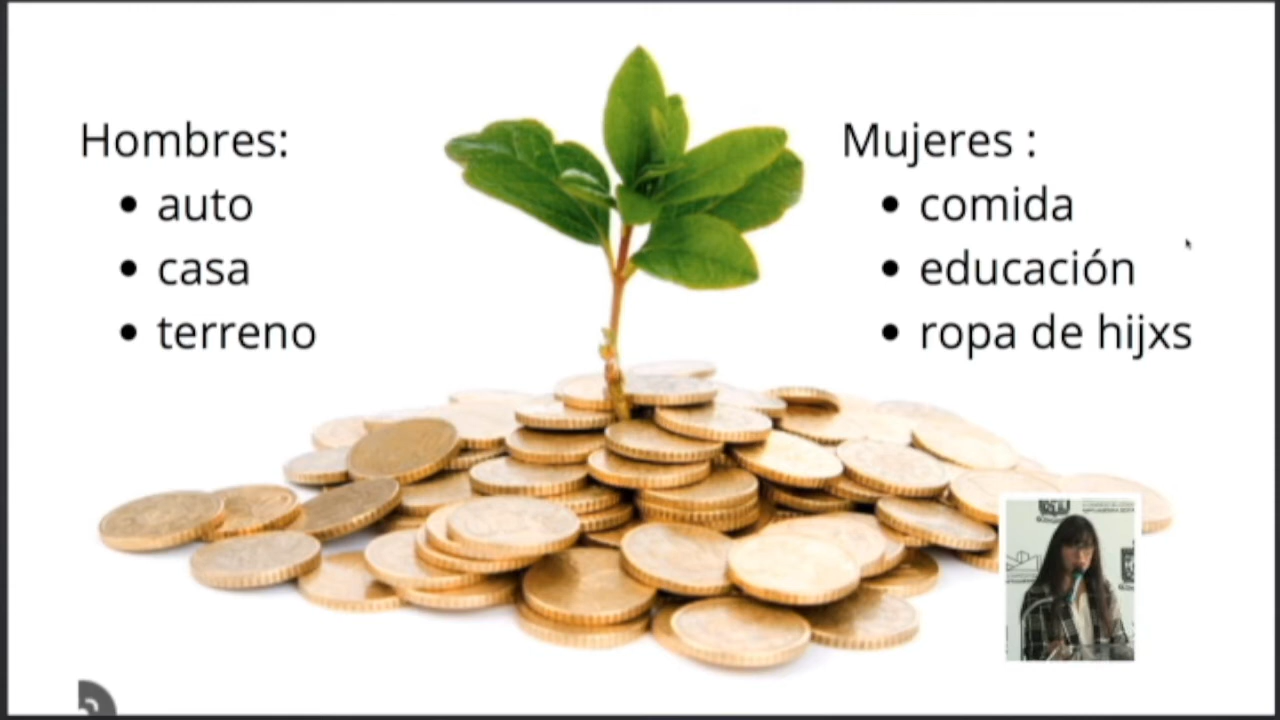 Hombres:
• auto
• casa
• terreno
Mujeres :
• comida
• educación
• ropa de hijxs